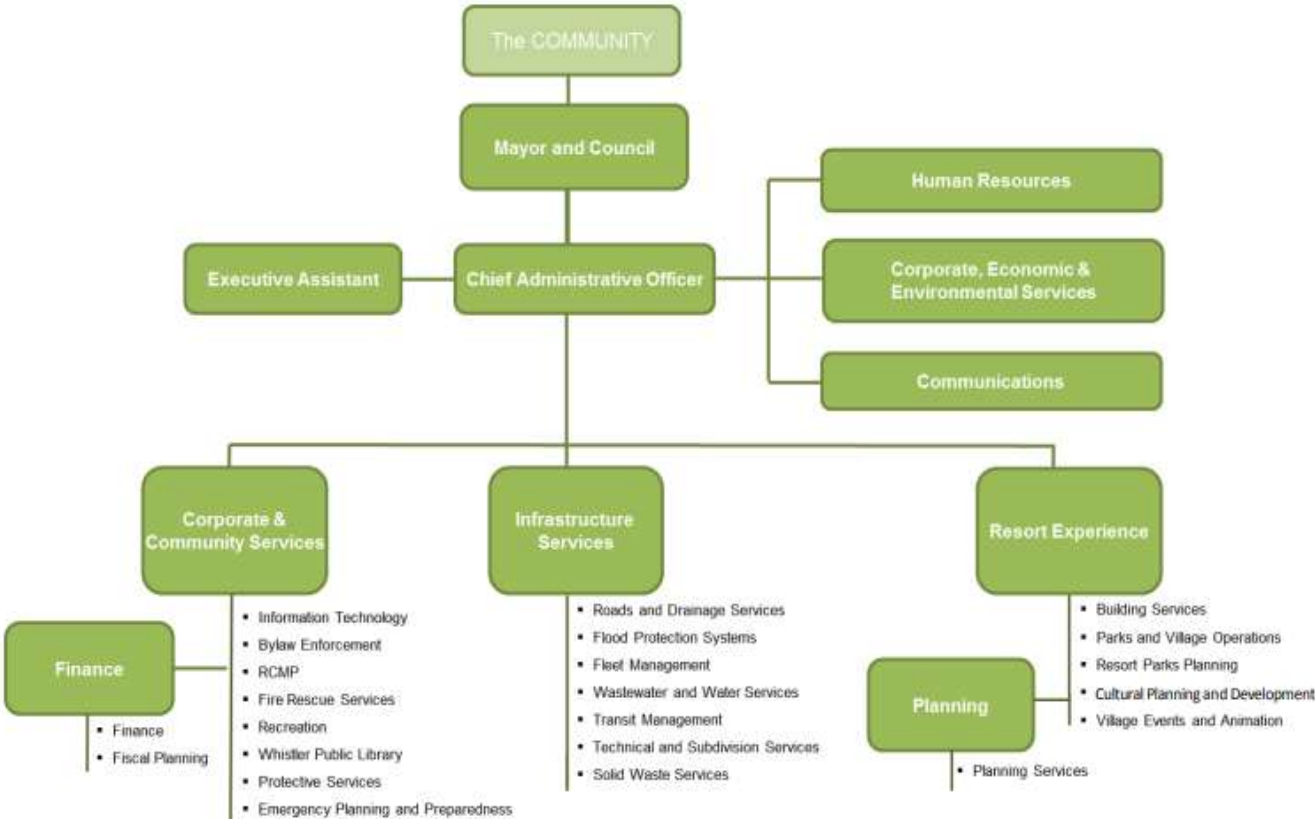 The COMMUNITY
Mayor and Council
Human Resources
Executive Assistant
Chief Administrative Officer
Corporate, Economic &
Environmental Services
Communications
Corporate &
Community Services
Infrastructure
Services
Resort Experience
Finance
▪ Finance
▪ Fiscal Planning
▪ Information Technology
▪ Bylaw Enforcement
▪ RCMP
▪ Fire Rescue Services
▪ Recreation
▪ Whistler Public Library
▪ Protective Services
▪ Emergency Planning and Preparedness
▪ Roads and Drainage Services
▪ Flood Protection Systems
▪ Fleet Management
▪ Wastewater and Water Services
▪ Transit Management
▪ Technical and Subdivision Services
▪ Solid Waste Services
Planning
▪ Planning Services
▪ Building Services
▪ Parks and Village Operations
▪ Resort Parks Planning
▪ Cultural Planning and Development
▪ Village Events and Animation